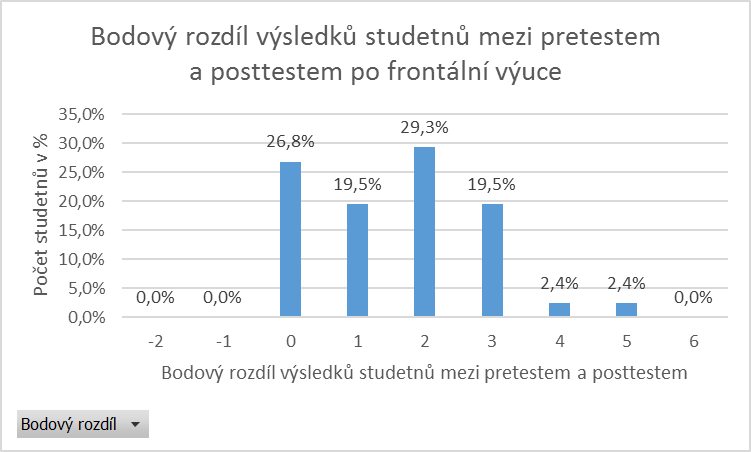 Bodový rozdíl výsledků studetnů mezi pretestem
a posttestem po frontální výuce
Počet studetnů v %
35,0%
30,0%
25,0%
20,0%
15,0%
10,0%
5,0%
0,0%
0,0%
0,0%
26,8%
19,5%
29,3%
19,5%
2,4%
2,4%
0,0%
-2 -1 0 1 2 3 4 5 6
Bodový rozdíl výsledků studetnů mezi pretestem a posttestem
Bodový rozdíl